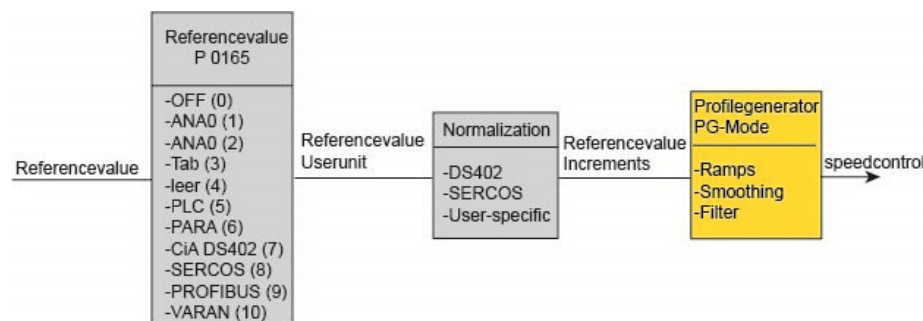 Referencevalue
Referencevalue
P 0165
-OFF (0)
-ANA0 (1)
-ANA0 (2)
-Tab (3)
-leer (4)
-PLC (5)
-PARA (6)
-CiA DS402 (7)
-SERCOS (8)
-PROFIBUS (9)
-VARAN (10)
Referencevalue
Userunit
Normalization
-DS402
-SERCOS
-User-specific
Referencevalue
Increments
Profilegenerator
PG-Mode
-Ramps
-Smoothing
-Filter
speedcontrol